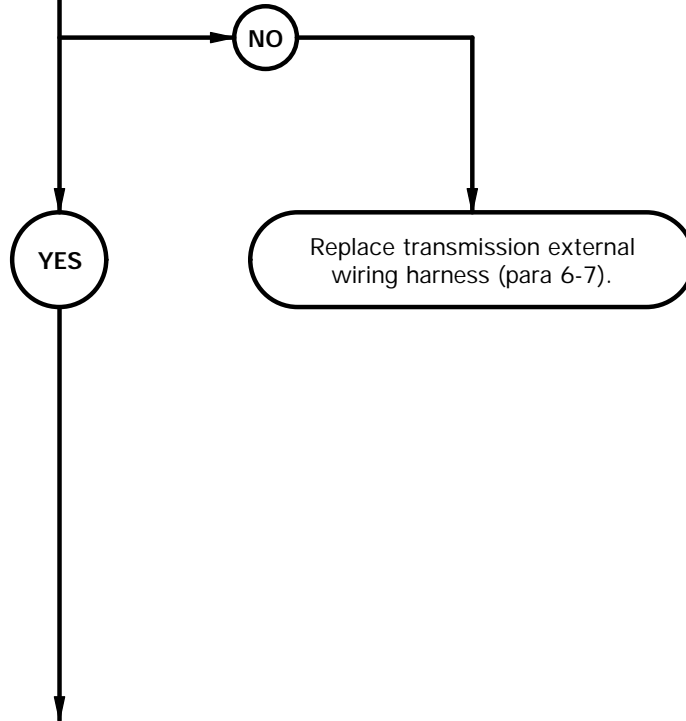 NO
YES
Replace transmission external
wiring harness (para 6-7).